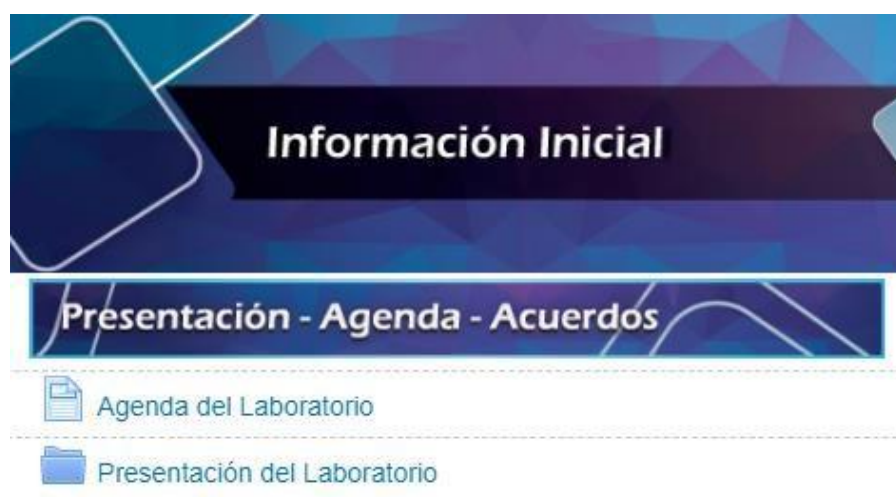 Información Inicial
Presentación - Agenda - Acuerdos
Agenda del Laboratorio
Presentación del Laboratorio